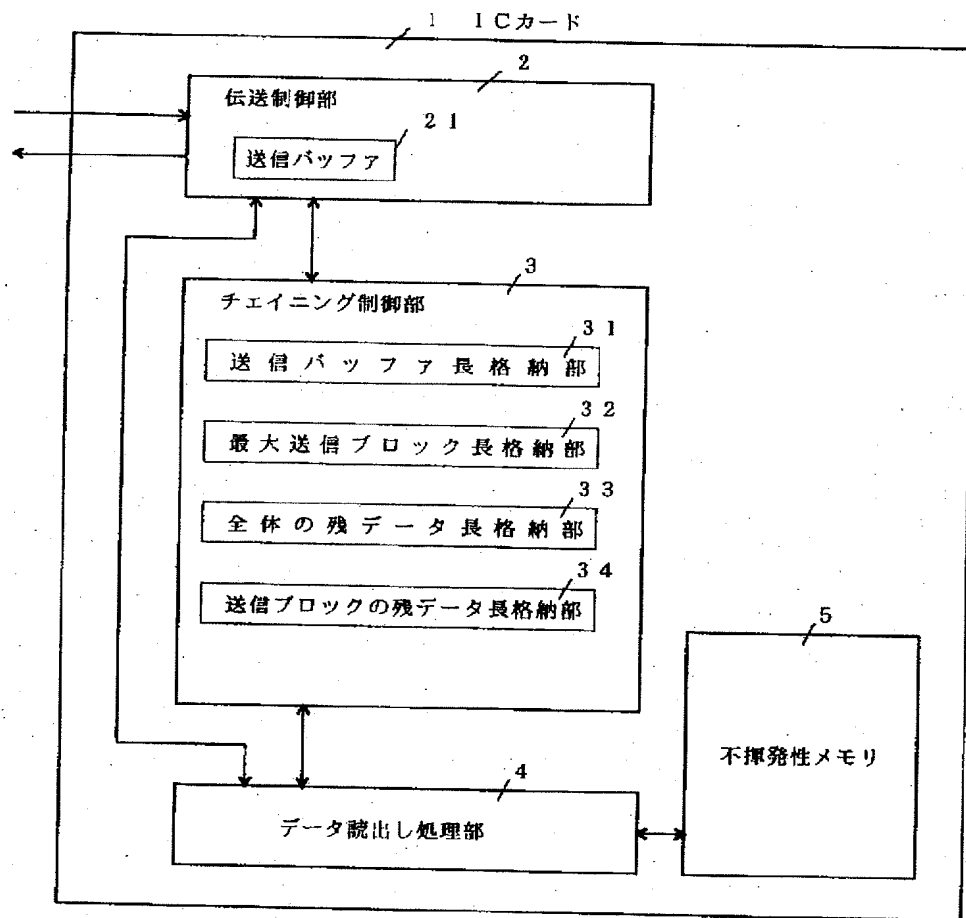 1 ICカード
2
伝送制御部
21
送信バッファ
3
チェイニング制御部
31
送信バッファ長格納部
32
最大送信ブロック長格納部
33
全体の残データ長格納部
34
送信ブロックの残データ長格納部
5
不揮発性メモリ
4
データ読出し処理部